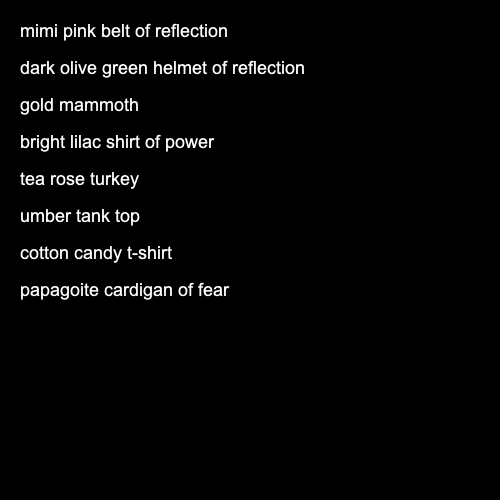 mimi pink belt of reflection
dark olive green helmet of reflection
gold mammoth
bright lilac shirt of power
tea rose turkey
umber tank top
cotton candy t-shirt
papagoite cardigan of fear